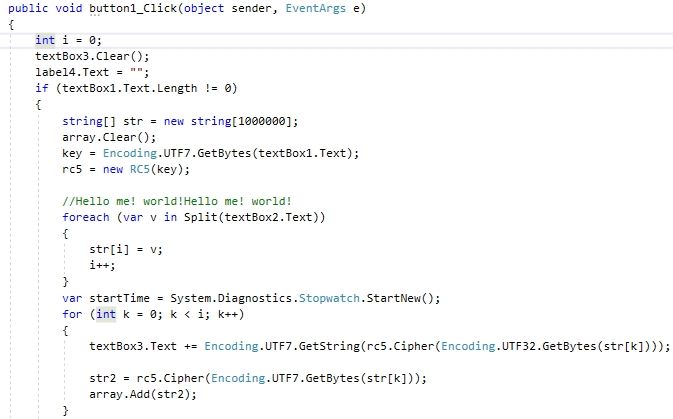 public void button1_Click(object sender, EventArgs e)
{
int i = 0;
textBox3.Clear();
label4.Text = "";
if (textBox1.Text.Length != 0)
{
string[] str = new string[1000000];
array.Clear();
key = Encoding.UTF7.GetBytes(textBox1.Text);
rc5 = new RC5(key);
//Hello me! world!Hello me! world!
foreach (var v in Split(textBox2.Text))
{
str[i] = v;
i++;
}
var startTime = System.Diagnostics.Stopwatch.StartNew();
for (int k = 0; k < i; k++)
{
textBox3.Text += Encoding.UTF7.GetString(rc5.Cipher(Encoding.UTF32.GetBytes(str[k])));
str2 = rc5.Cipher(Encoding.UTF7.GetBytes(str[k]));
array.Add(str2);
}